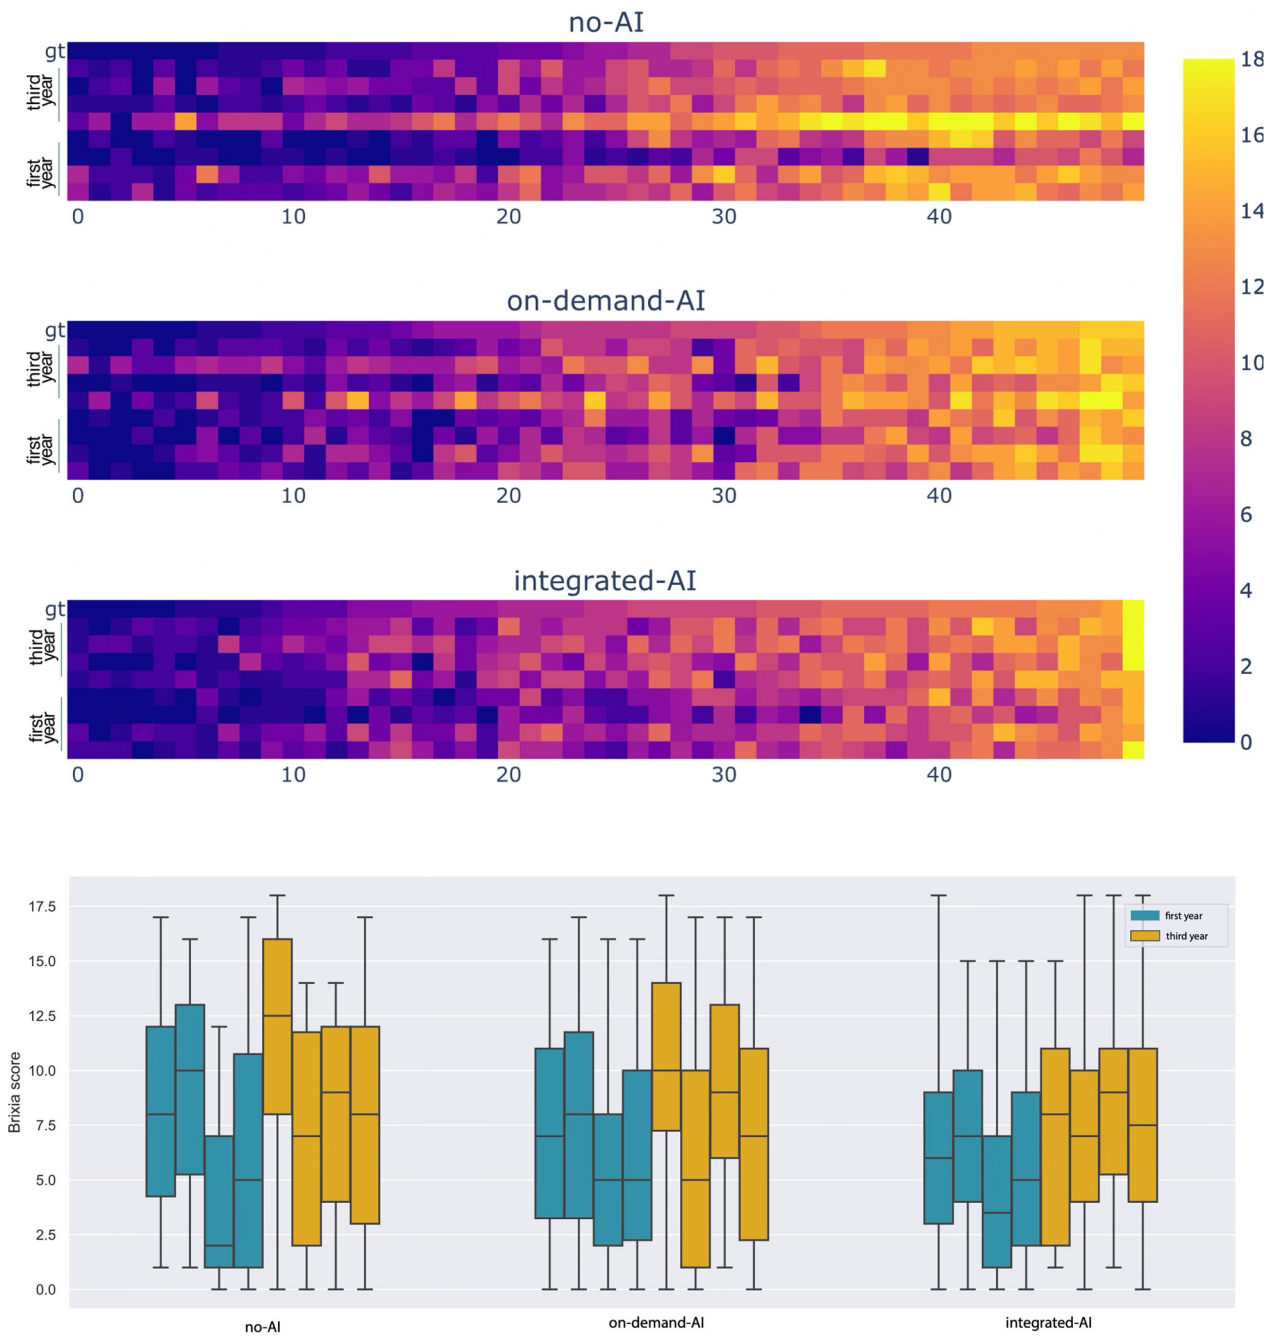 no-AI
gt
third
year
first
year
0 10 20 30 40
18
16
14
12
10
8
6
4
2
0
on-demand-AI
gt
third
year
first
year
0 10 20 30 40
integrated-AI
gt
third
year
first
year
0 10 20 30 40
Brixia score
17.5
15.0
12.5
10.0
7.5
5.0
2.5
0.0
first year
third year
no-AI on-demand-AI integrated-AI